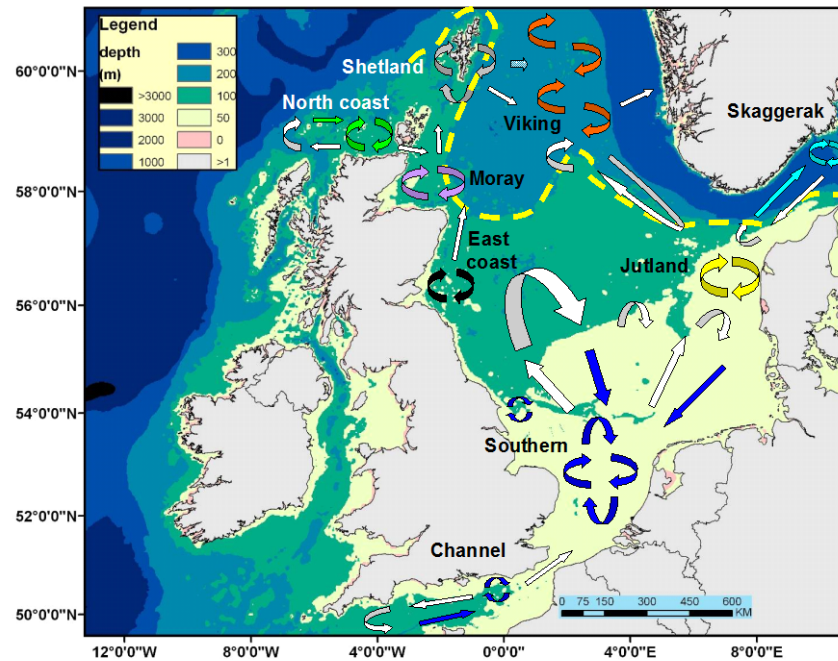 Legend
depth
(m)
>3000
3000
2000
1000
300
200
100
50
0
>1
60°0'0"N
58°0'0"N
56°0'0"N
54°0'0"N
52°0'0"N
50°0'0"N
Shetland
North coast
Viking
Skaggerak
Moray
East
coast
Jutland
Southern
Channel
0 75 150 300 450 600
KM
12°0'0"W 8°0'0"W 4°0'0"W 0°0'0" 4°0'0"E 8°0'0"E